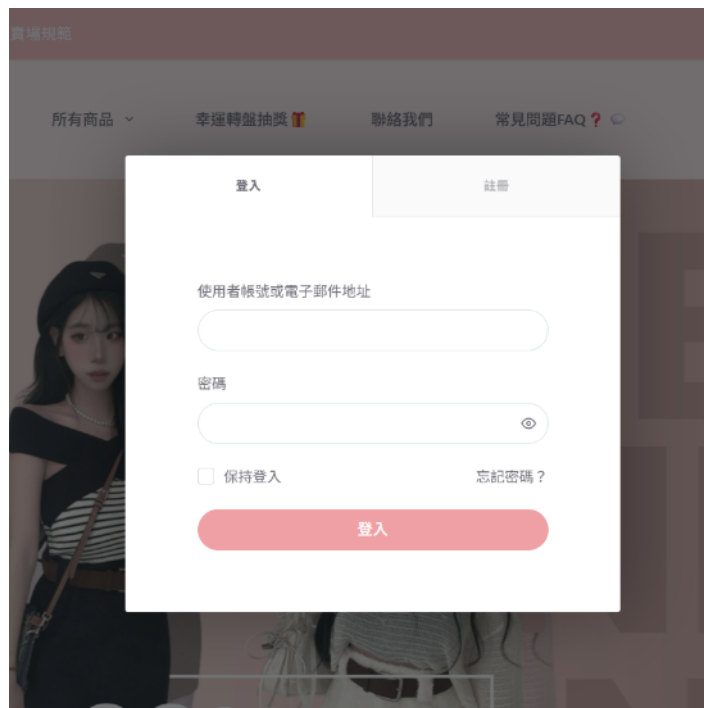 賣場規範
所有商品
幸運轉盤抽獎🎁
聯絡我們
常見問題FAQ❓💬
登入
註冊
使用者帳號或電子郵件地址
密碼
保持登入
忘記密碼？
登入